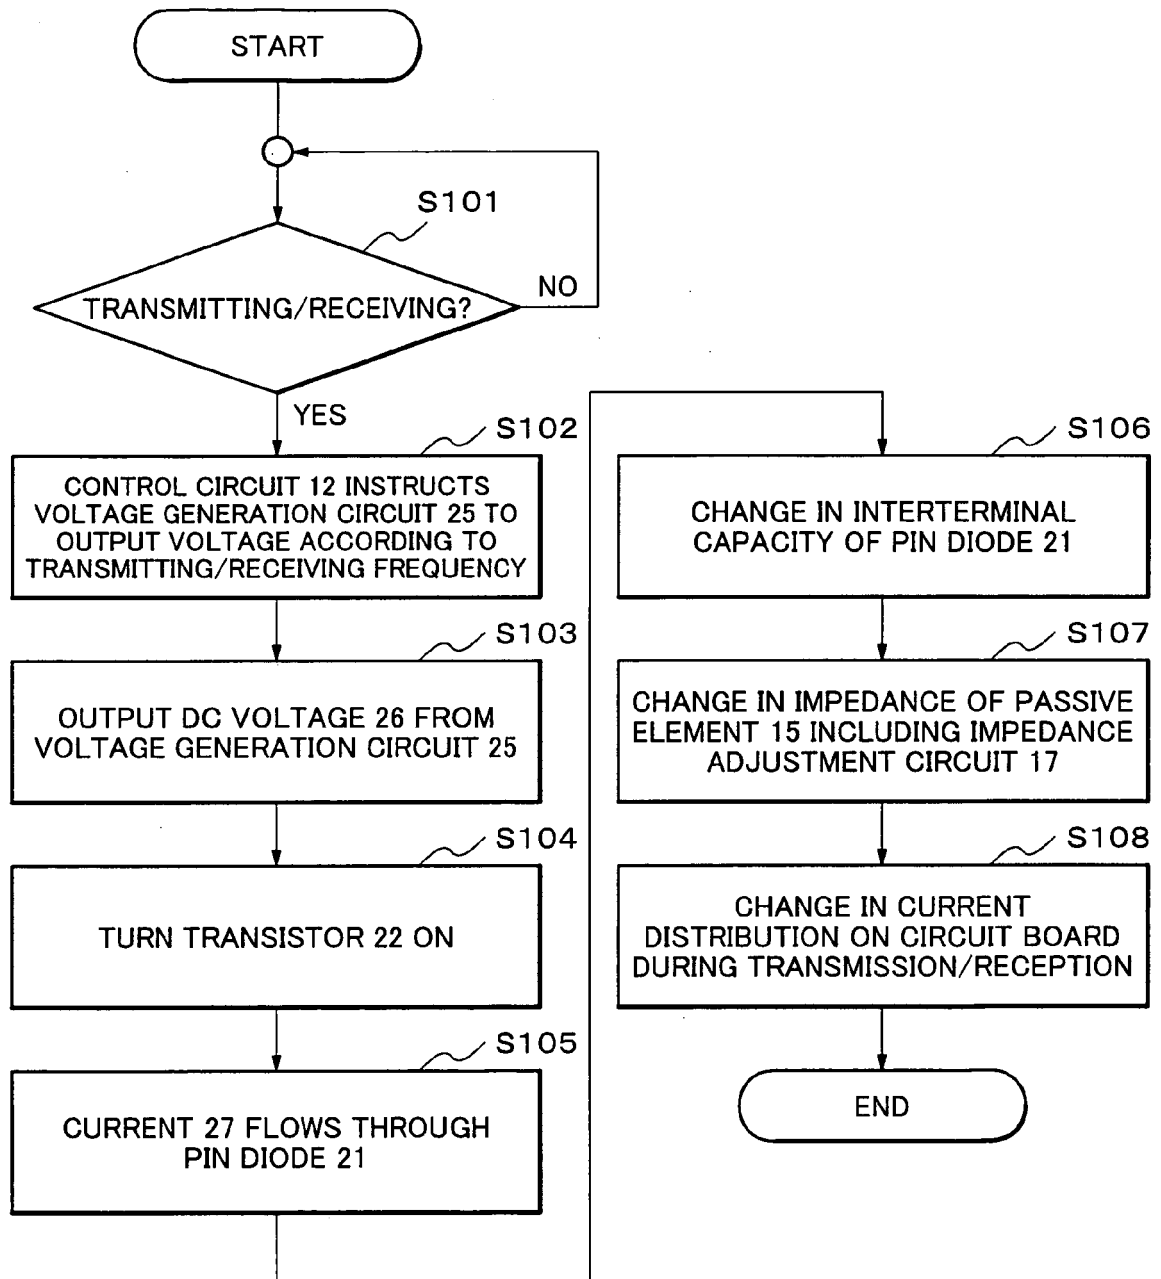 START
S101
TRANSMITTING/RECEIVING?
NO
YES
S102
CONTROL CIRCUIT 12 INSTRUCTS
VOLTAGE GENERATION CIRCUIT 25 TO
OUTPUT VOLTAGE ACCORDING TO
TRANSMITTING/RECEIVING FREQUENCY
S103
OUTPUT DC VOLTAGE 26 FROM
VOLTAGE GENERATION CIRCUIT 25
S104
TURN TRANSISTOR 22 ON
S105
CURRENT 27 FLOWS THROUGH
PIN DIODE 21
S106
CHANGE IN INTERTERMINAL
CAPACITY OF PIN DIODE 21
S107
CHANGE IN IMPEDANCE OF PASSIVE
ELEMENT 15 INCLUDING IMPEDANCE
ADJUSTMENT CIRCUIT 17
S108
CHANGE IN CURRENT
DISTRIBUTION ON CIRCUIT BOARD
DURING TRANSMISSION/RECEPTION
END